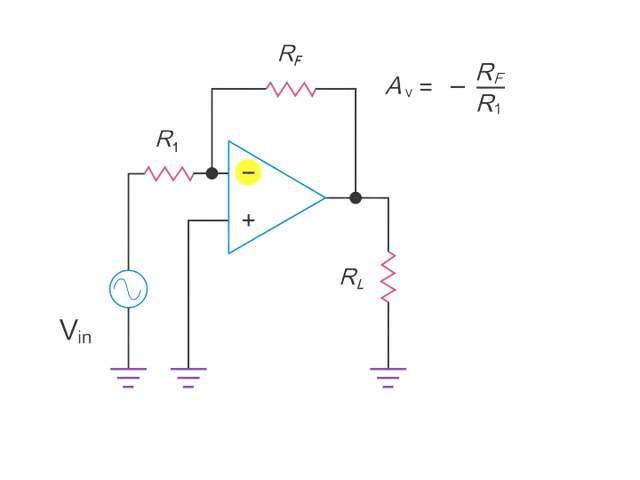 R_F
A_v = − R_F / R_1
R_1
−
+
R_L
V_in